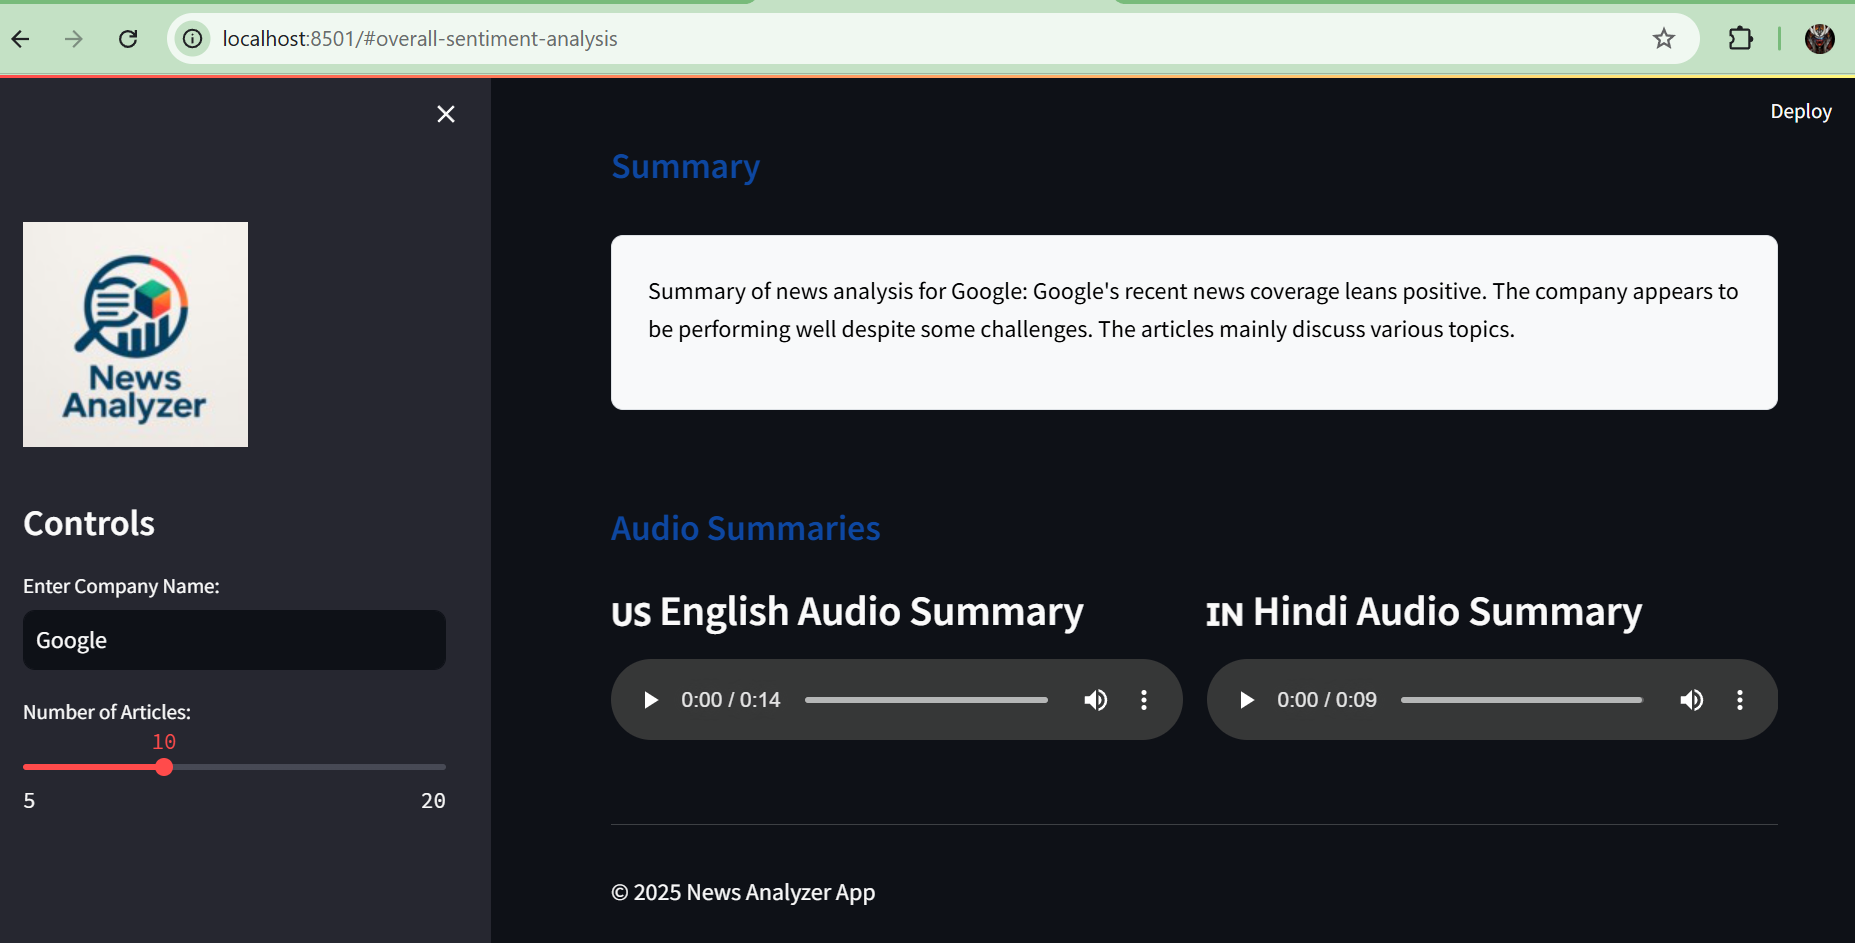 localhost:8501/#overall-sentiment-analysis
Deploy
News
Analyzer
Controls
Enter Company Name:
Google
Number of Articles:
10
5 20
Summary
Summary of news analysis for Google: Google's recent news coverage leans positive. The company appears to
be performing well despite some challenges. The articles mainly discuss various topics.
Audio Summaries
US English Audio Summary
0:00 / 0:14
IN Hindi Audio Summary
0:00 / 0:09
© 2025 News Analyzer App